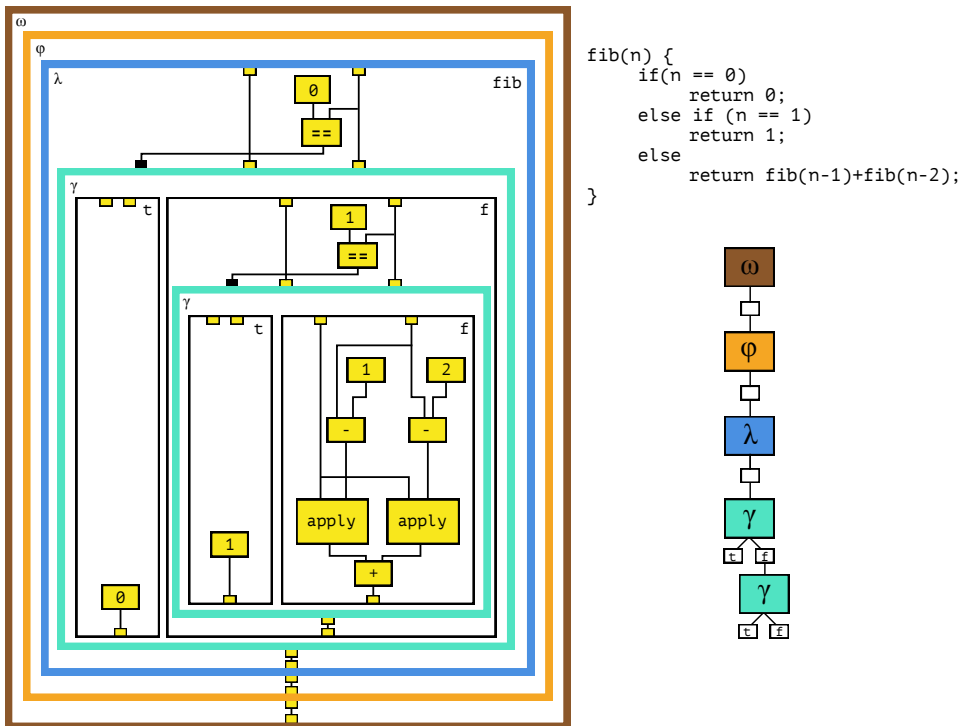 ω
φ
λ
fib
0
==
γ
t
f
1
==
γ
t
f
1
2
-
-
apply
apply
1
+
0
fib(n) {
if(n == 0)
return 0;
else if (n == 1)
return 1;
else
return fib(n-1)+fib(n-2);
}
ω
φ
λ
γ
t
f
γ
t
f